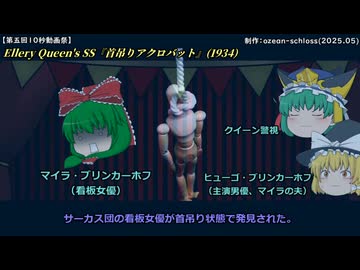 【第五回10秒動画祭】
制作:ozean-schloss(2025.05)
Ellery Queen's SS『首吊りアクロバット』(1934)
クイーン警視
マイラ・ブリンカーホフ
(看板女優)
ヒューゴ・ブリンカーホフ
(主演男優、マイラの夫)
サーカス団の看板女優が首吊り状態で発見された。